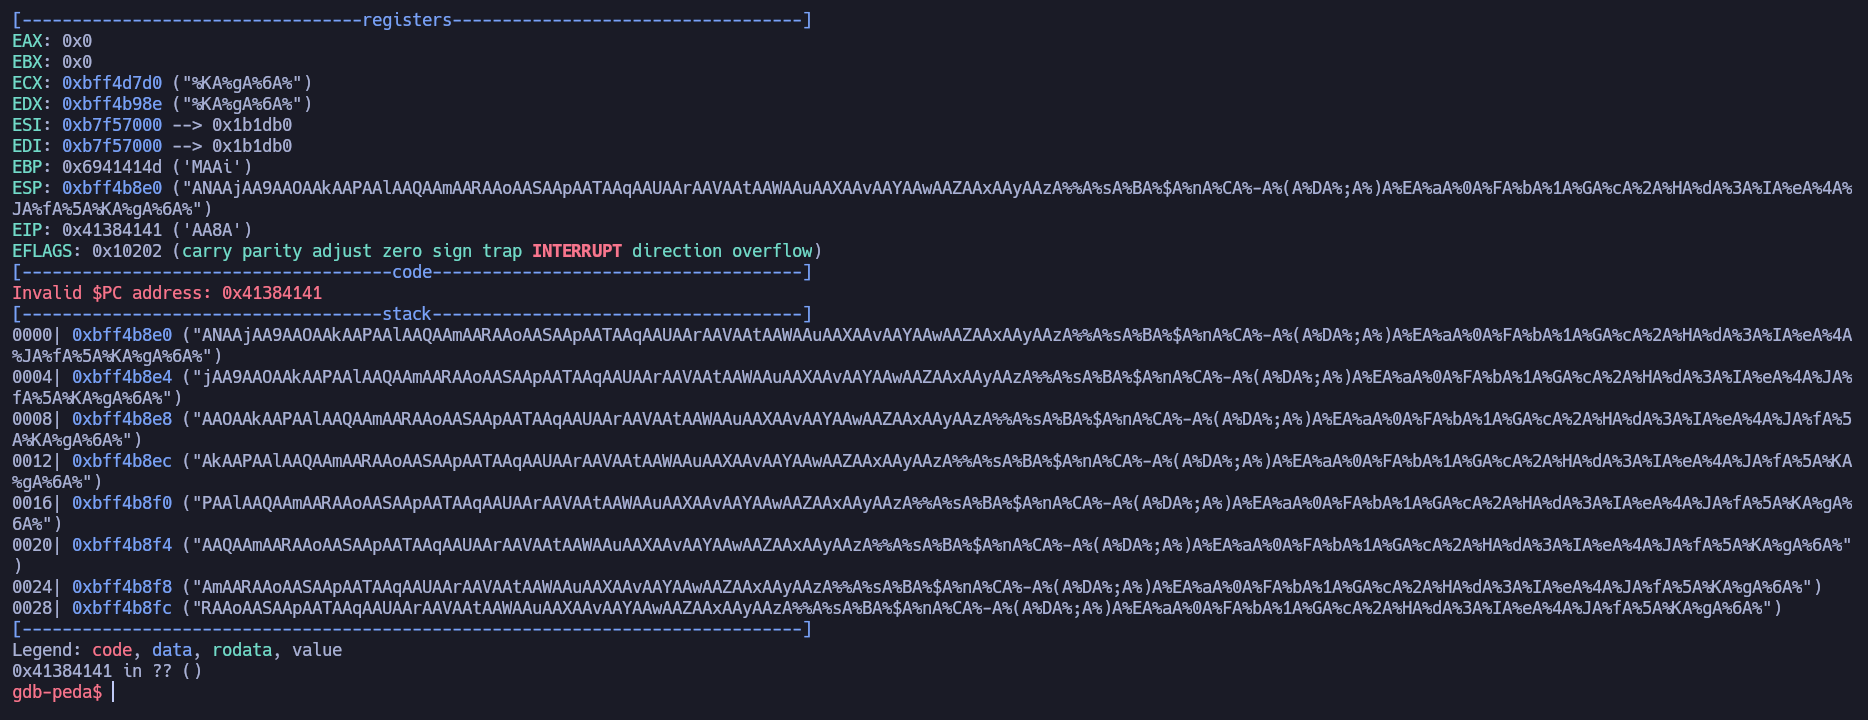 [----------------------------------registers-----------------------------------]
EAX: 0x0
EBX: 0x0
ECX: 0xbff4d7d0 ("%KA%gA%6A%")
EDX: 0xbff4b98e ("%KA%gA%6A%")
ESI: 0xb7f57000 --> 0x1b1db0
EDI: 0xb7f57000 --> 0x1b1db0
EBP: 0x6941414d ('MAAi')
ESP: 0xbff4b8e0 ("ANAAjAA9AAOAAkAAPAAlAAQAAmAARAAoAASAApAATAAqAAUAArAAVAAtAAWAAuAAXAAvAAYAAwAAZAAxAAyAAzA%%A%sA%BA%$A%nA%CA%-A%(A%DA%;A%)A%EA%aA%0A%FA%bA%1A%GA%cA%2A%HA%dA%3A%IA%eA%4A%
JA%fA%5A%KA%gA%6A%")
EIP: 0x41384141 ('AA8A')
EFLAGS: 0x10202 (carry parity adjust zero sign trap INTERRUPT direction overflow)
[-------------------------------------code-------------------------------------]
Invalid $PC address: 0x41384141
[------------------------------------stack-------------------------------------]
0000| 0xbff4b8e0 ("ANAAjAA9AAOAAkAAPAAlAAQAAmAARAAoAASAApAATAAqAAUAArAAVAAtAAWAAuAAXAAvAAYAAwAAZAAxAAyAAzA%%A%sA%BA%$A%nA%CA%-A%(A%DA%;A%)A%EA%aA%0A%FA%bA%1A%GA%cA%2A%HA%dA%3A%IA%eA%4A
%JA%fA%5A%KA%gA%6A%")
0004| 0xbff4b8e4 ("jAA9AAOAAkAAPAAlAAQAAmAARAAoAASAApAATAAqAAUAArAAVAAtAAWAAuAAXAAvAAYAAwAAZAAxAAyAAzA%%A%sA%BA%$A%nA%CA%-A%(A%DA%;A%)A%EA%aA%0A%FA%bA%1A%GA%cA%2A%HA%dA%3A%IA%eA%4A%JA%
fA%5A%KA%gA%6A%")
0008| 0xbff4b8e8 ("AAOAAkAAPAAlAAQAAmAARAAoAASAApAATAAqAAUAArAAVAAtAAWAAuAAXAAvAAYAAwAAZAAxAAyAAzA%%A%sA%BA%$A%nA%CA%-A%(A%DA%;A%)A%EA%aA%0A%FA%bA%1A%GA%cA%2A%HA%dA%3A%IA%eA%4A%JA%fA%5
A%KA%gA%6A%")
0012| 0xbff4b8ec ("AkAAPAAlAAQAAmAARAAoAASAApAATAAqAAUAArAAVAAtAAWAAuAAXAAvAAYAAwAAZAAxAAyAAzA%%A%sA%BA%$A%nA%CA%-A%(A%DA%;A%)A%EA%aA%0A%FA%bA%1A%GA%cA%2A%HA%dA%3A%IA%eA%4A%JA%fA%5A%KA
%gA%6A%")
0016| 0xbff4b8f0 ("PAAlAAQAAmAARAAoAASAApAATAAqAAUAArAAVAAtAAWAAuAAXAAvAAYAAwAAZAAxAAyAAzA%%A%sA%BA%$A%nA%CA%-A%(A%DA%;A%)A%EA%aA%0A%FA%bA%1A%GA%cA%2A%HA%dA%3A%IA%eA%4A%JA%fA%5A%KA%gA%
6A%")
0020| 0xbff4b8f4 ("AAQAAmAARAAoAASAApAATAAqAAUAArAAVAAtAAWAAuAAXAAvAAYAAwAAZAAxAAyAAzA%%A%sA%BA%$A%nA%CA%-A%(A%DA%;A%)A%EA%aA%0A%FA%bA%1A%GA%cA%2A%HA%dA%3A%IA%eA%4A%JA%fA%5A%KA%gA%6A%"
)
0024| 0xbff4b8f8 ("AmAARAAoAASAApAATAAqAAUAArAAVAAtAAWAAuAAXAAvAAYAAwAAZAAxAAyAAzA%%A%sA%BA%$A%nA%CA%-A%(A%DA%;A%)A%EA%aA%0A%FA%bA%1A%GA%cA%2A%HA%dA%3A%IA%eA%4A%JA%fA%5A%KA%gA%6A%")
0028| 0xbff4b8fc ("RAAoAASAApAATAAqAAUAArAAVAAtAAWAAuAAXAAvAAYAAwAAZAAxAAyAAzA%%A%sA%BA%$A%nA%CA%-A%(A%DA%;A%)A%EA%aA%0A%FA%bA%1A%GA%cA%2A%HA%dA%3A%IA%eA%4A%JA%fA%5A%KA%gA%6A%")
[------------------------------------------------------------------------------]
Legend: code, data, rodata, value
0x41384141 in ?? ()
gdb-peda$